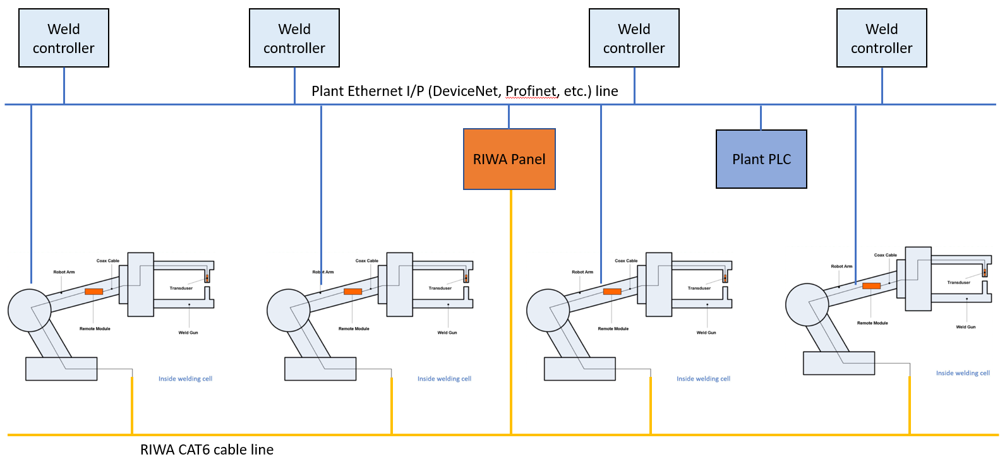 Weld
controller
Weld
controller
Weld
controller
Weld
controller
Plant Ethernet I/P (DeviceNet, Profinet, etc.) line
RIWA Panel
Plant PLC
Coax Cable
Robot Arm
Transduser
Remote Module
Weld Gun
Inside welding cell
Coax Cable
Robot Arm
Transduser
Remote Module
Weld Gun
Inside welding cell
Coax Cable
Robot Arm
Transduser
Remote Module
Weld Gun
Inside welding cell
Coax Cable
Robot Arm
Transduser
Remote Module
Weld Gun
Inside welding cell
RIWA CAT6 cable line